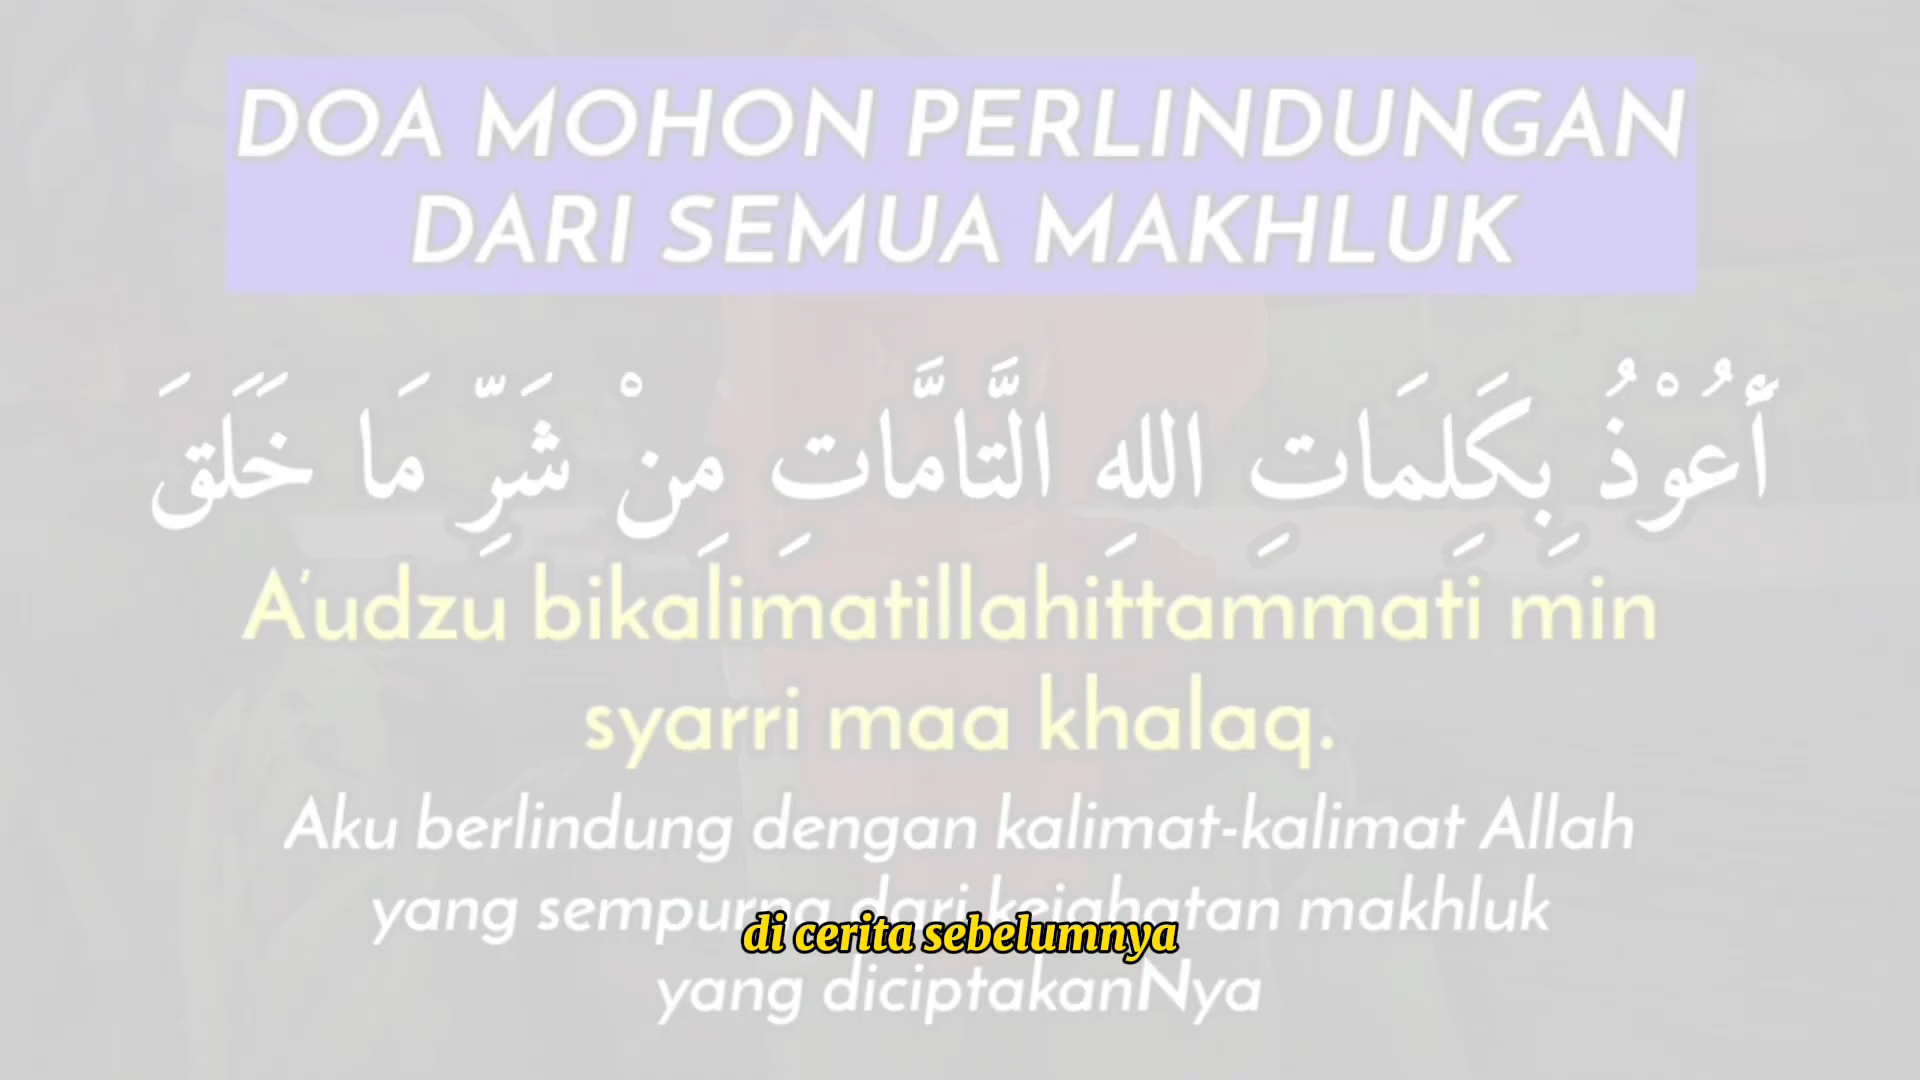 DOA MOHON PERLINDUNGAN
DARI SEMUA MAKHLUK
أَعُوْذُ بِكَلِمَاتِ اللهِ التَّامَّاتِ مِنْ شَرِّ مَا خَلَقَ
A'udzu bikalimatillahittammati min
syarri maa khalaq.
Aku berlindung dengan kalimat-kalimat Allah
yang sempurna dari kejahatan makhluk
di cerita sebelumnya
yang diciptakanNya